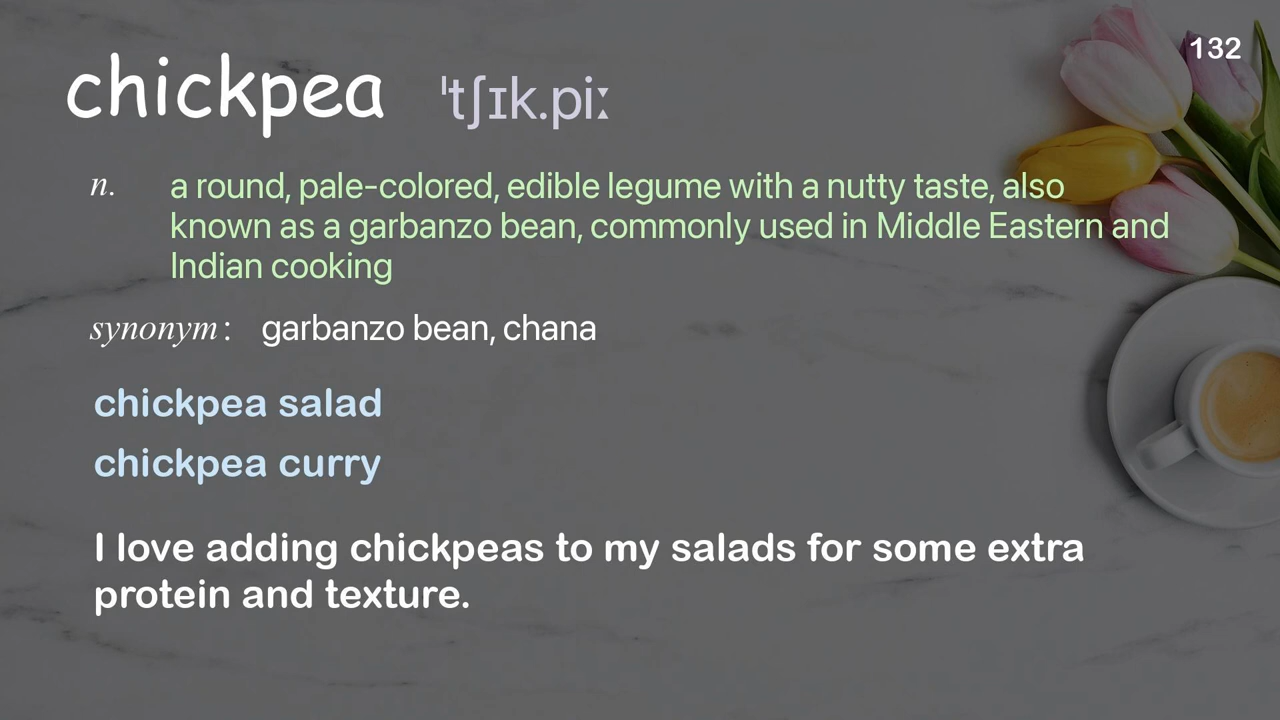 132
chickpea ˈtʃɪk.piː
n. a round, pale-colored, edible legume with a nutty taste, also
known as a garbanzo bean, commonly used in Middle Eastern and
Indian cooking
synonym: garbanzo bean, chana
chickpea salad
chickpea curry
I love adding chickpeas to my salads for some extra
protein and texture.